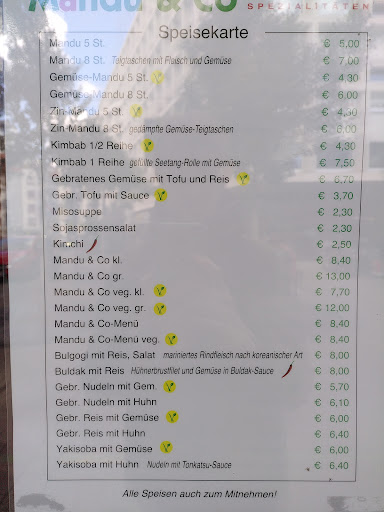 Mandu & Co SPEZIALITÄTEN
Speisekarte
Mandu 5 St. € 5,00
Mandu 8 St. Teigtaschen mit Fleisch und Gemüse € 7,00
Gemüse-Mandu 5 St. € 4,30
Gemüse-Mandu 8 St. € 6,00
Zin-Mandu 5 St. € 4,30
Zin-Mandu 8 St. gedämpfte Gemüse-Teigtaschen € 6,00
Kimbab 1/2 Reihe € 4,30
Kimbab 1 Reihe gefüllte Seetang-Rolle mit Gemüse € 7,50
Gebratenes Gemüse mit Tofu und Reis € 6,70
Gebr. Tofu mit Sauce € 3,70
Misosuppe € 2,30
Sojasprossensalat € 2,30
Kimchi € 2,50
Mandu & Co kl. € 8,40
Mandu & Co gr. € 13,00
Mandu & Co veg. kl. € 7,70
Mandu & Co veg. gr. € 12,00
Mandu & Co-Menü € 8,40
Mandu & Co-Menü veg. € 8,40
Bulgogi mit Reis, Salat mariniertes Rindfleisch nach koreanischer Art € 8,00
Buldak mit Reis Hühnerbrustfilet und Gemüse in Buldak-Sauce € 8,00
Gebr. Nudeln mit Gem. € 5,70
Gebr. Nudeln mit Huhn € 6,10
Gebr. Reis mit Gemüse € 6,00
Gebr. Reis mit Huhn € 6,40
Yakisoba mit Gemüse € 6,00
Yakisoba mit Huhn Nudeln mit Tonkatsu-Sauce € 6,40
Alle Speisen auch zum Mitnehmen!